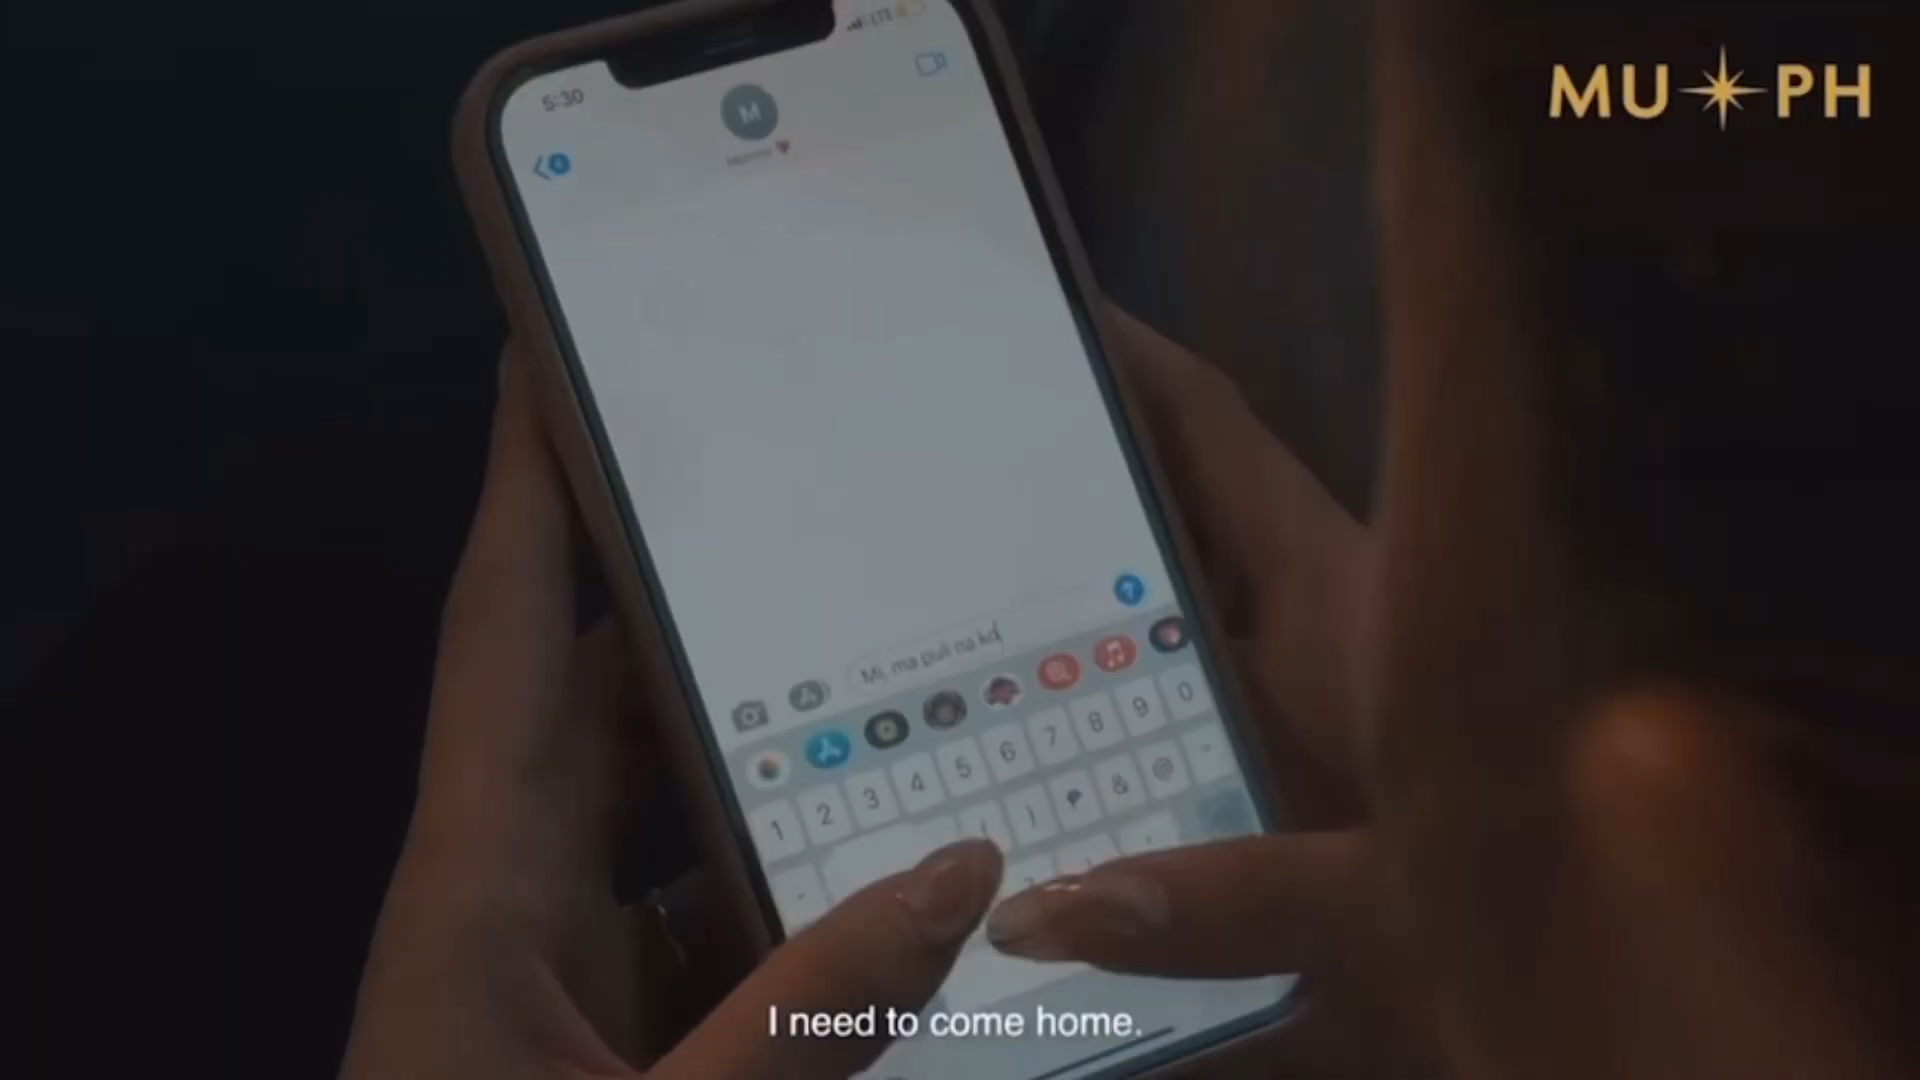 LTE
MU PH
5:30
M
Mi, ma puli na ko
1 2 3 4 5 6 7 8 9 0
- ( ) ₱ & @ "
I need to come home.